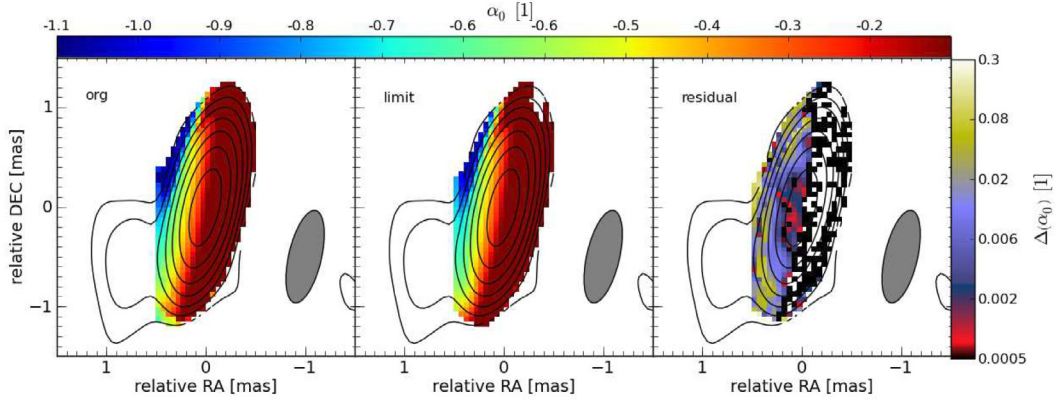 α₀ [1]
-1.1 -1.0 -0.9 -0.8 -0.7 -0.6 -0.6 -0.5 -0.4 -0.3 -0.2
org limit residual
relative DEC [mas]
1
0
−1
0.3
0.08
0.02
0.006
0.002
0.0005
Δ(α₀) [1]
1 0 −1 1 0 −1 1 0 −1
relative RA [mas] relative RA [mas] relative RA [mas]